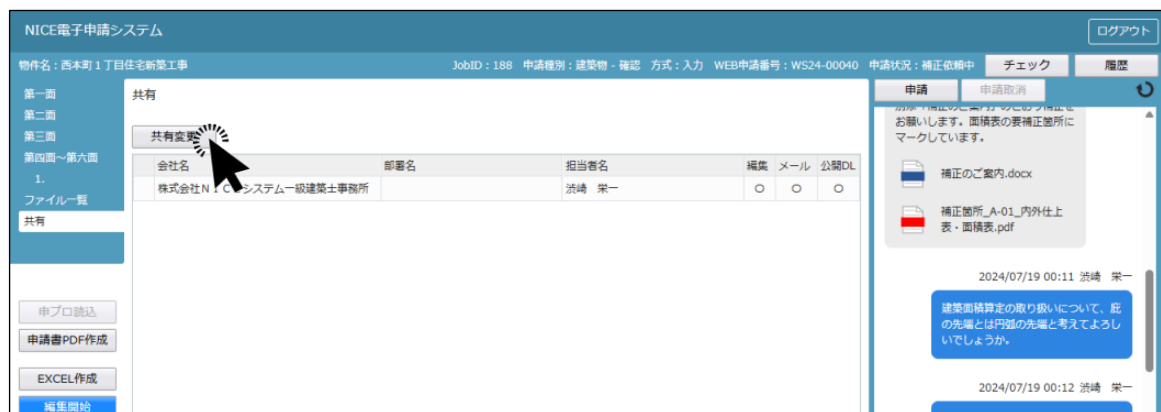 NICE電子申請システム
ログアウト
物件名：西本町１丁目住宅新築工事
JobID：188 申請種別：建築物 - 確認 方式：入力 WEB申請番号：WS24-00040 申請状況：補正依頼中
チェック
履歴
第一面
第二面
第三面
第四面～第六面
1.
ファイル一覧
共有
申プロ読込
申請書PDF作成
EXCEL作成
編集開始
共有
共有変更
会社名 部署名 担当者名 編集 メール 公開DL
株式会社ＮＩＣＥシステム一級建築士事務所 渋崎　栄一 ○ ○ ○
申請
申請取消
お願いします。面積表の要補正箇所に
マークしています。
補正のご案内.docx
補正箇所_A-01_内外仕上
表・面積表.pdf
2024/07/19 00:11 渋崎　栄一
建築面積算定の取り扱いについて、庇
の先端とは円弧の先端と考えてよろし
いでしょうか。
2024/07/19 00:12 渋崎　栄一